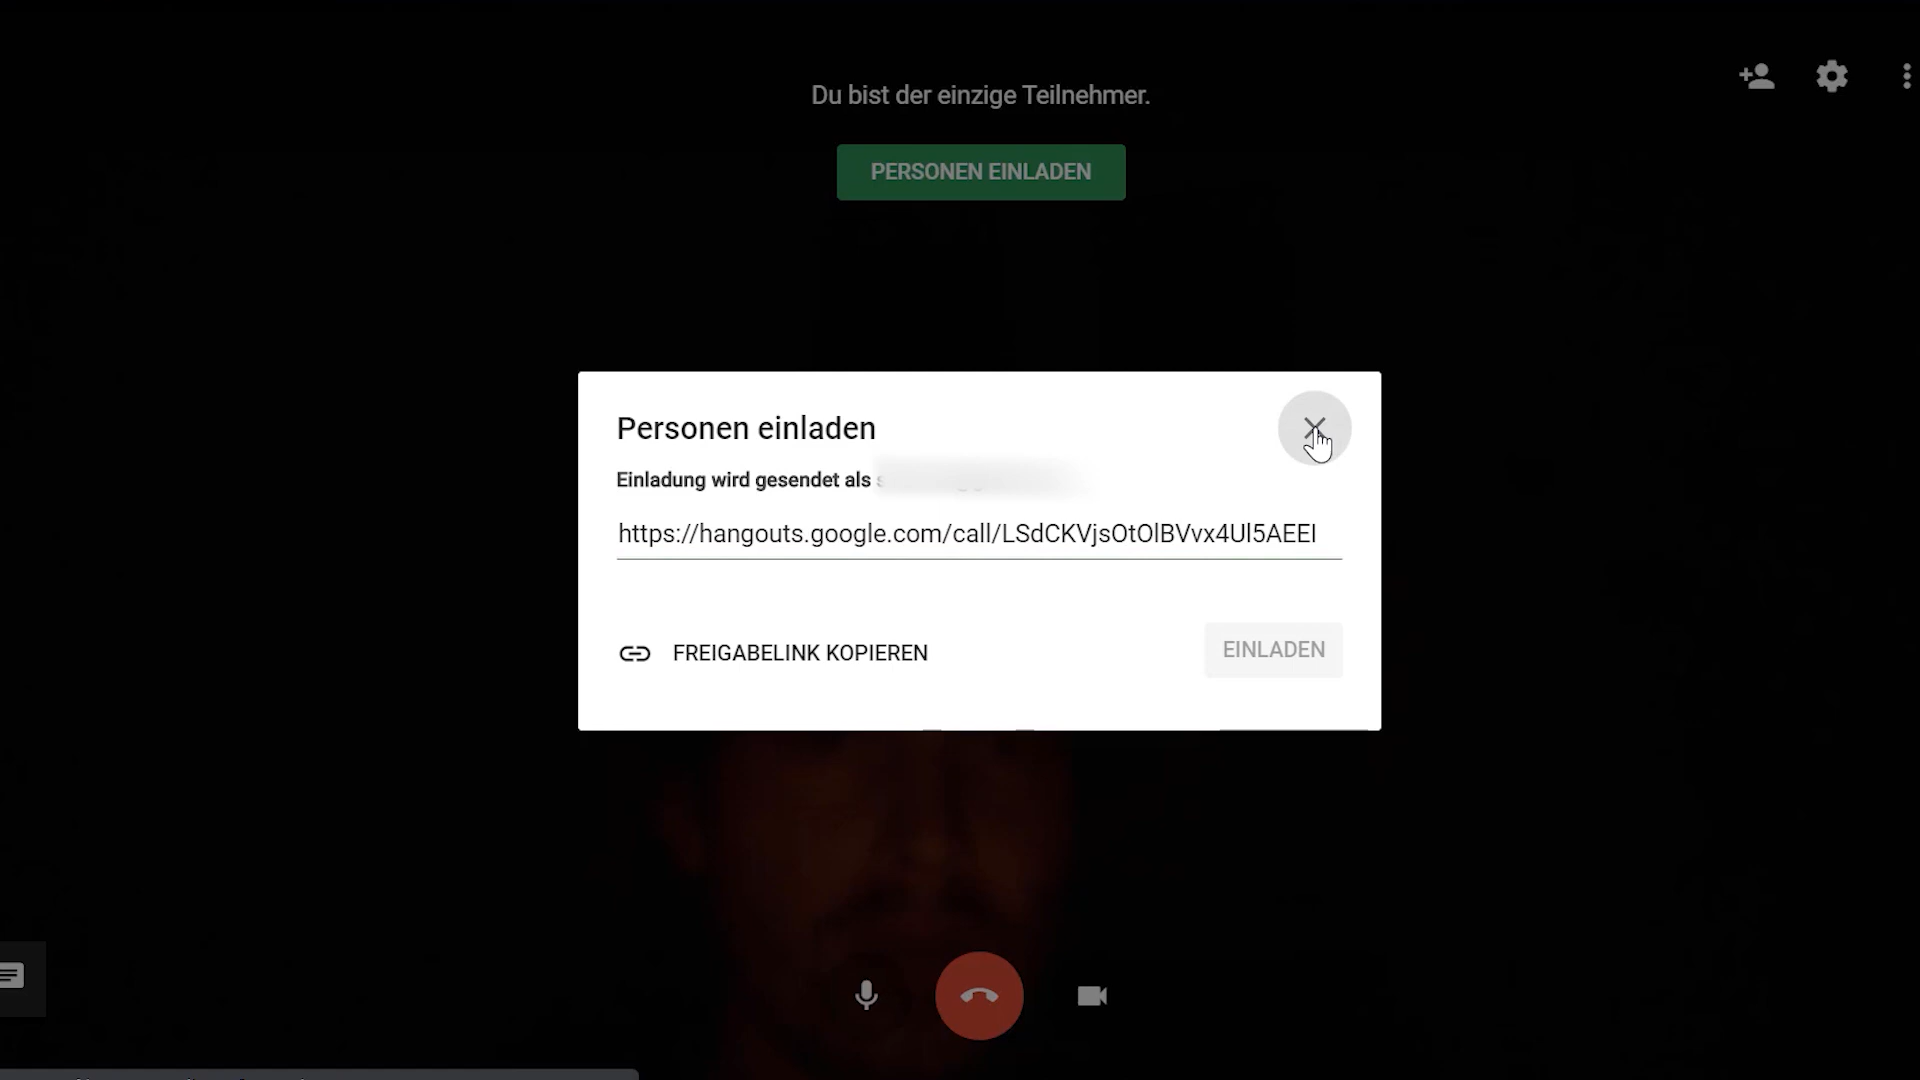 Du bist der einzige Teilnehmer.
PERSONEN EINLADEN
Personen einladen
Einladung wird gesendet als
https://hangouts.google.com/call/LSdCKVjsOtOlBVvx4Ul5AEEI
FREIGABELINK KOPIEREN
EINLADEN